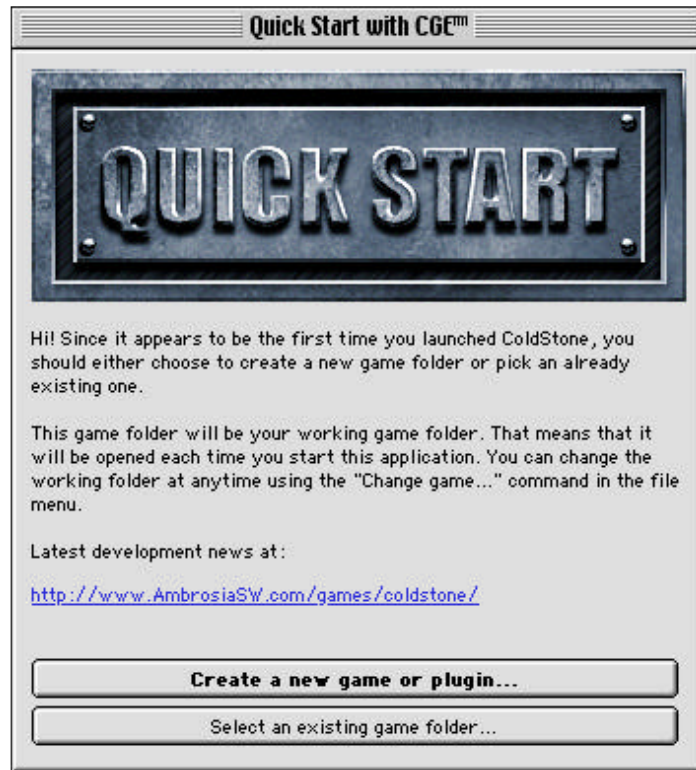 Quick Start with CGE™
QUICK START
Hi! Since it appears to be the first time you launched ColdStone, you
should either choose to create a new game folder or pick an already
existing one.
This game folder will be your working game folder. That means that it
will be opened each time you start this application. You can change the
working folder at anytime using the "Change game..." command in the file
menu.
Latest development news at:
http://www.AmbrosiaSW.com/games/coldstone/
Create a new game or plugin...
Select an existing game folder...